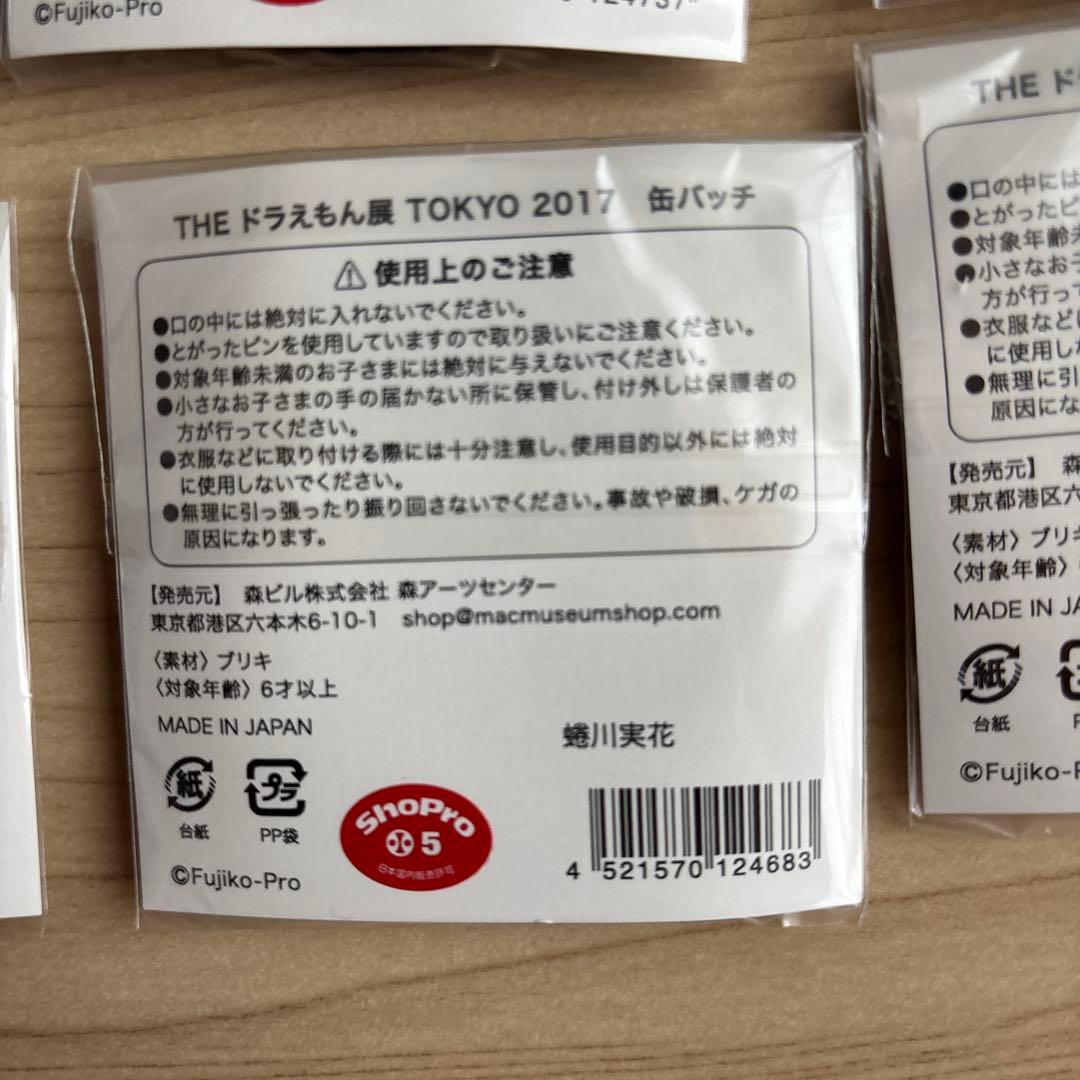 ©Fujiko-Pro
THE ドラえもん展 TOKYO 2017 缶バッチ
⚠使用上のご注意
●口の中には絶対に入れないでください。
●とがったピンを使用していますので取り扱いにご注意ください。
●対象年齢未満のお子さまには絶対に与えないでください。
●小さなお子さまの手の届かない所に保管し、付け外しは保護者の
方が行ってください。
●衣服などに取り付ける際には十分注意し、使用目的以外には絶対
に使用しないでください。
●無理に引っ張ったり振り回さないでください。事故や破損、ケガの
原因になります。
【発売元】 森ビル株式会社 森アーツセンター
東京都港区六本木6-10-1 shop@macmuseumshop.com
〈素材〉ブリキ
〈対象年齢〉6才以上
MADE IN JAPAN
蜷川実花
紙
台紙
プラ
PP袋
ShoPro
5
日本国内販売許可
©Fujiko-Pro
4 521570 124683
THE ド
●口の中には
●とがったピ
●対象年齢未
●小さなお子
方が行って
●衣服などに
に使用しな
●無理に引
原因にな
【発売元】 森
東京都港区六
〈素材〉ブリキ
〈対象年齢〉
MADE IN JA
紙
台紙
©Fujiko-P